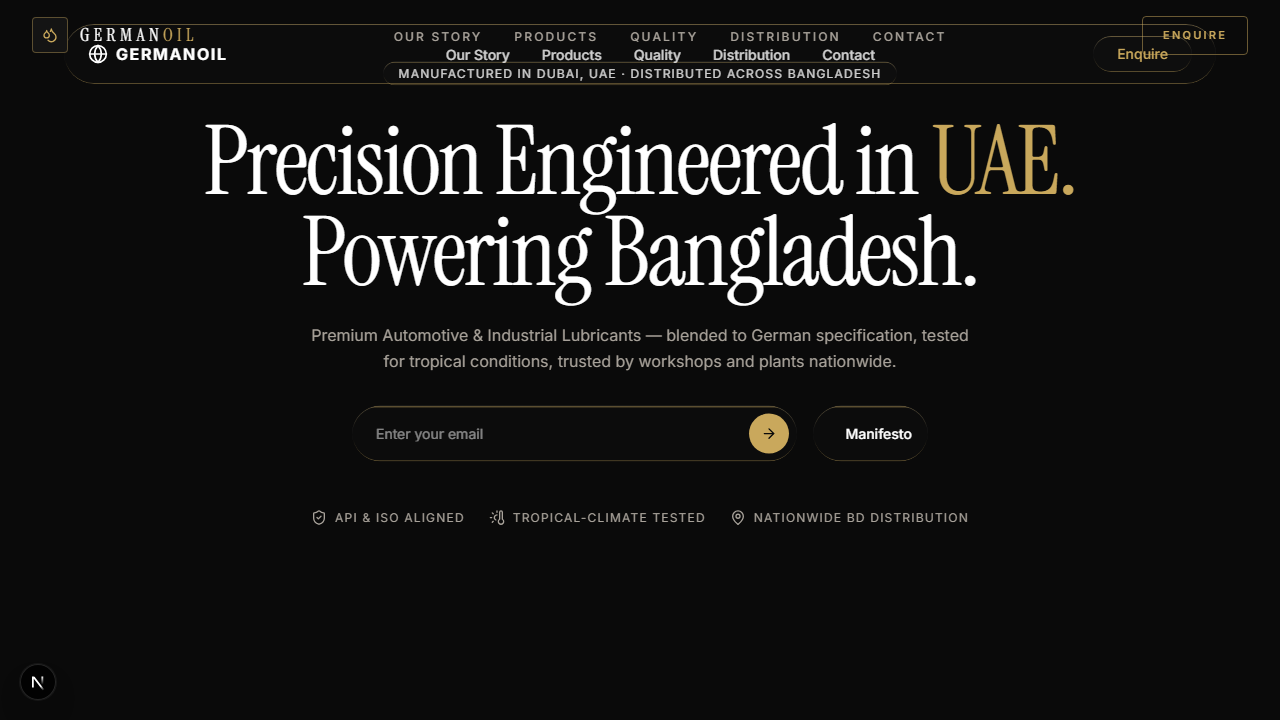 GERMANOIL
OUR STORY PRODUCTS QUALITY DISTRIBUTION CONTACT
ENQUIRE
GERMANOIL
Our Story Products Quality Distribution Contact
Enquire
MANUFACTURED IN DUBAI, UAE · DISTRIBUTED ACROSS BANGLADESH
Precision Engineered in UAE.
Powering Bangladesh.
Premium Automotive & Industrial Lubricants — blended to German specification, tested
for tropical conditions, trusted by workshops and plants nationwide.
Enter your email
Manifesto
API & ISO ALIGNED
TROPICAL-CLIMATE TESTED
NATIONWIDE BD DISTRIBUTION
N